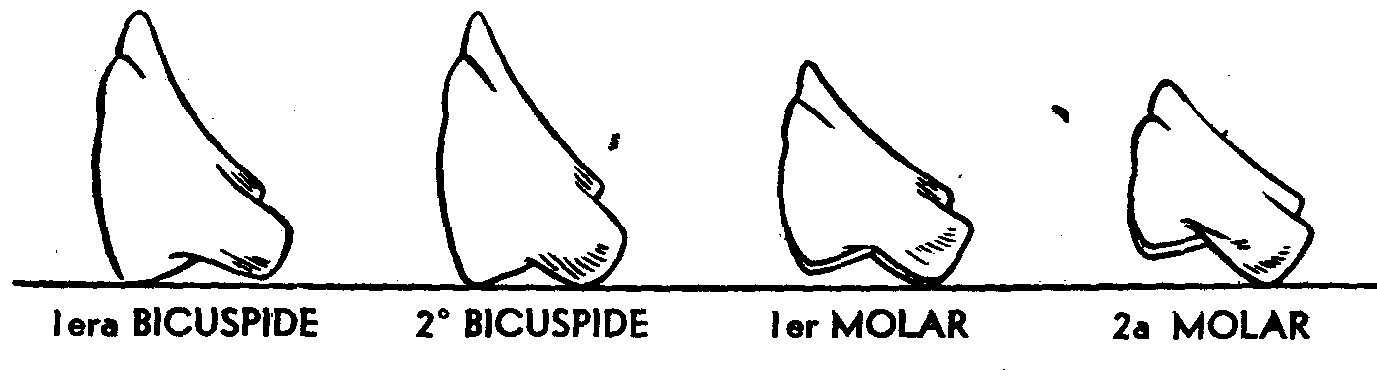 1era BICUSPIDE 2° BICUSPIDE 1er MOLAR 2a MOLAR